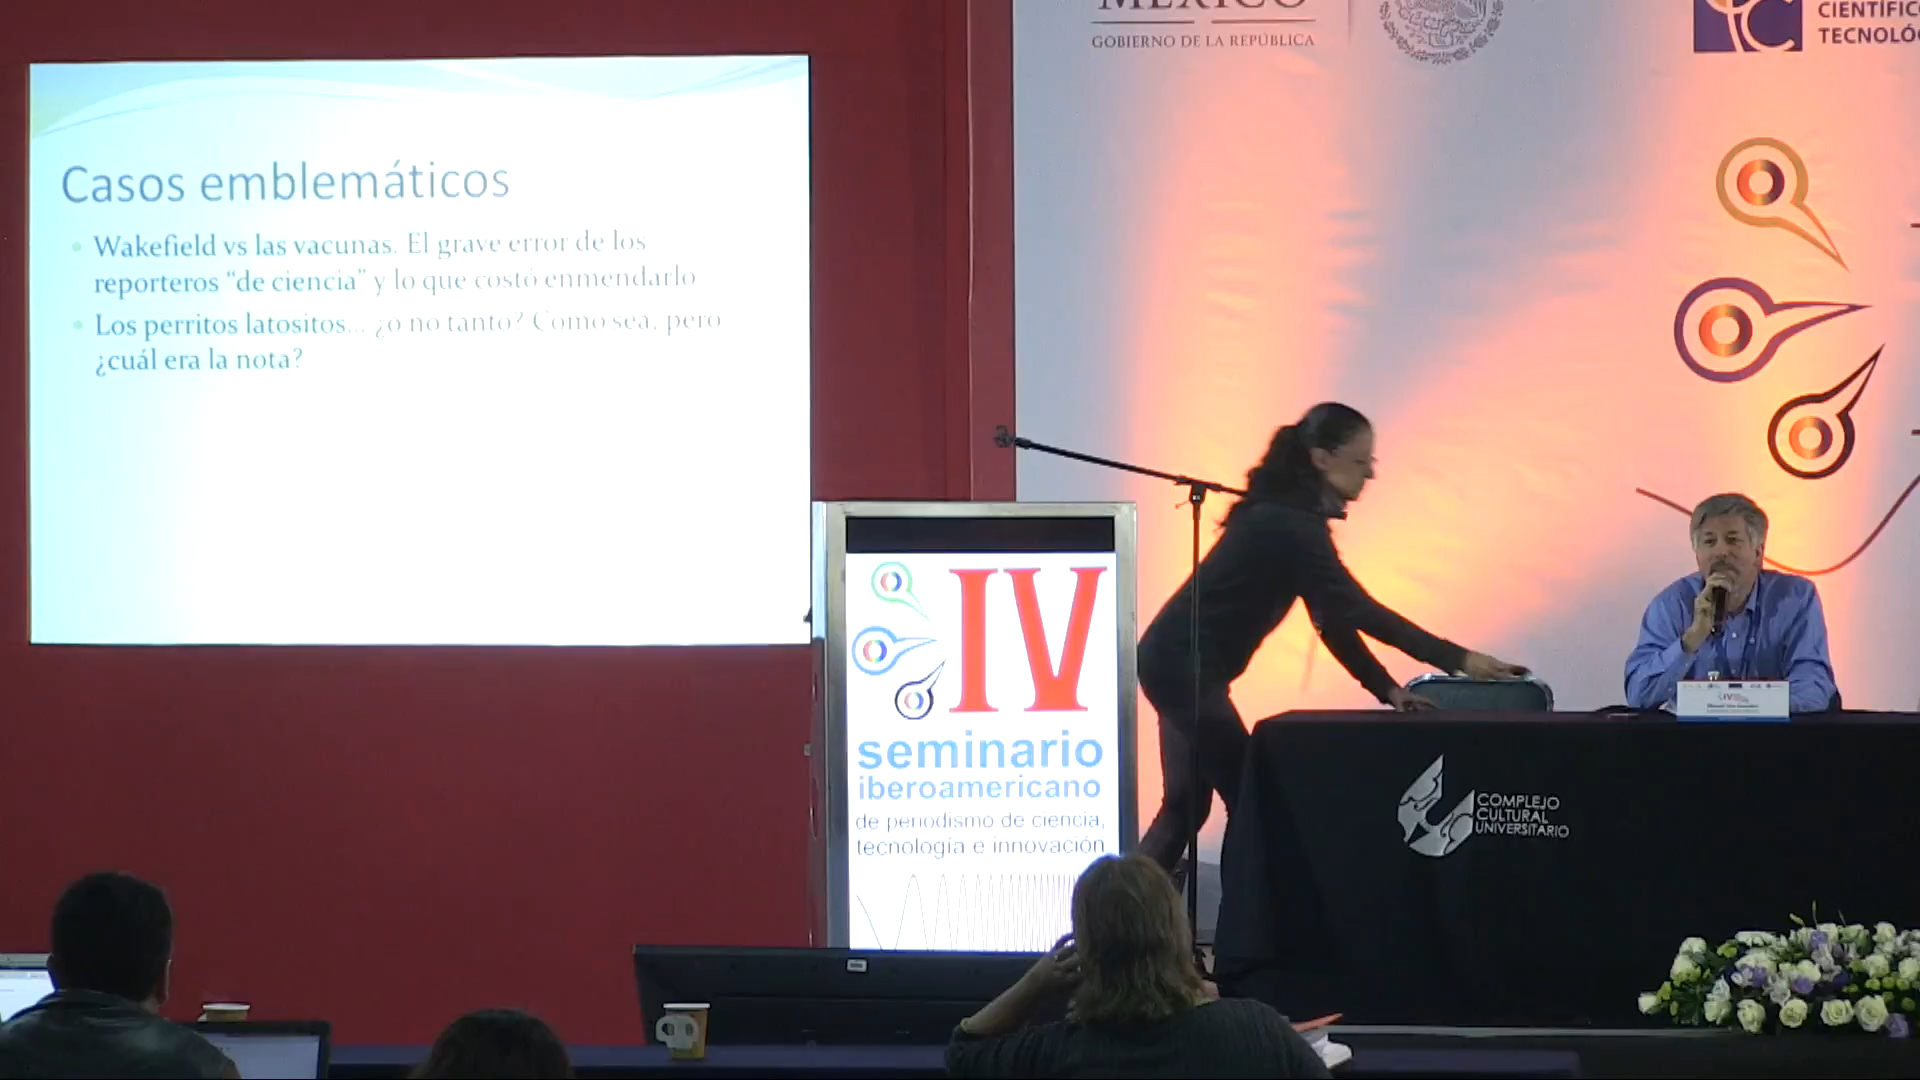 MÉXICO
GOBIERNO DE LA REPÚBLICA
TECNOLÓ
Casos emblemáticos
Wakefield vs las vacunas. El grave error de los
reporteros “de ciencia” y lo que costó enmendarlo
Los perritos latositos... ¿o no tanto? Como sea, pero
¿cuál era la nota?
IV
seminario
iberoamericano
de periodismo de ciencia,
tecnología e innovación
IV
COMPLEJO
CULTURAL
UNIVERSITARIO